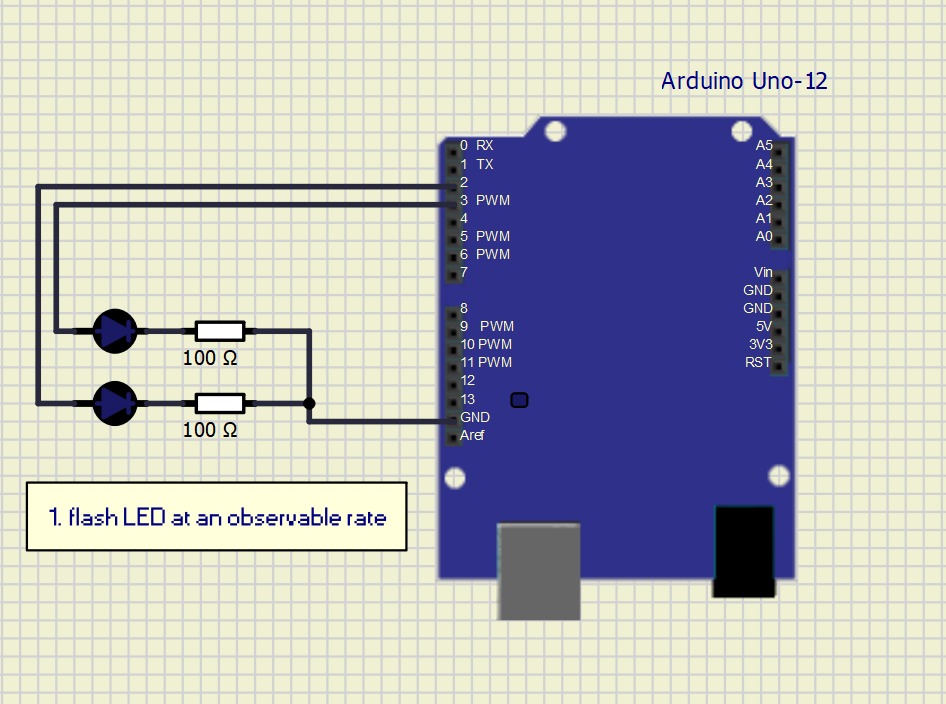 Arduino Uno-12
0 RX
1 TX
2
3 PWM
4
5 PWM
6 PWM
7
8
9 PWM
10 PWM
11 PWM
12
13
GND
Aref
A5
A4
A3
A2
A1
A0
Vin
GND
GND
5V
3V3
RST
100 Ω
100 Ω
1. flash LED at an observable rate